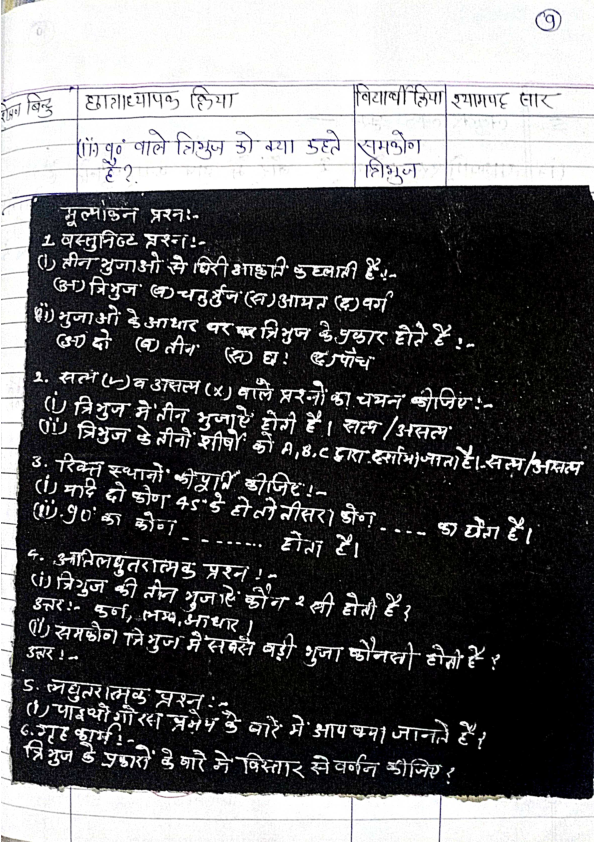 9
शिक्षण बिन्दु छात्राध्यापक क्रिया विद्यार्थी क्रिया श्यामपट्ट सार
(ii) 90° वाले त्रिभुज को क्या कहते है? समकोण त्रिभुज
मूल्यांकन प्रश्न:-
1. वस्तुनिष्ट प्रश्न:-
(i) तीन भुजाओ से घिरी आकृति कहलाती है:-
(अ) त्रिभुज (ब) चतुर्भुज (स) आयत (द) वर्ग
(ii) भुजाओं के आधार पर त्रिभुज के प्रकार होते है:-
(अ) दो (ब) तीन (स) छः (द) पाँच
2. सत्य (✓) व असत्य (x) वाले प्रश्नों का चयन कीजिए:-
(i) त्रिभुज में तीन भुजाऐं होती है। सत्य/असत्य
(ii) त्रिभुज के तीनों शीर्षो को A,B,C द्वारा दर्शाया जाता है। सत्य/असत्य
3. रिक्त स्थानों की पूर्ति कीजिए:-
(i) यदि दो कोण 45° के हो तो तीसरा कोण ---- का होता है।
(ii) 90° का कोण --------- होता है।
4. अतिलघुतरात्मक प्रश्न:-
(i) त्रिभुज की तीन भुजाऐं कौन 2 सी होती है?
उत्तर:- कर्ण, लम्ब, आधार।
(ii) समकोण त्रिभुज में सबसे बड़ी भुजा कौनसी होती है?
उत्तर:-
5. लघुतरात्मक प्रश्न:-
(i) पाइथागोरस प्रमेय के बारे में आप क्या जानते है?
6. गृह कार्य:-
त्रिभुज के प्रकारों के बारे में विस्तार से वर्णन कीजिए?